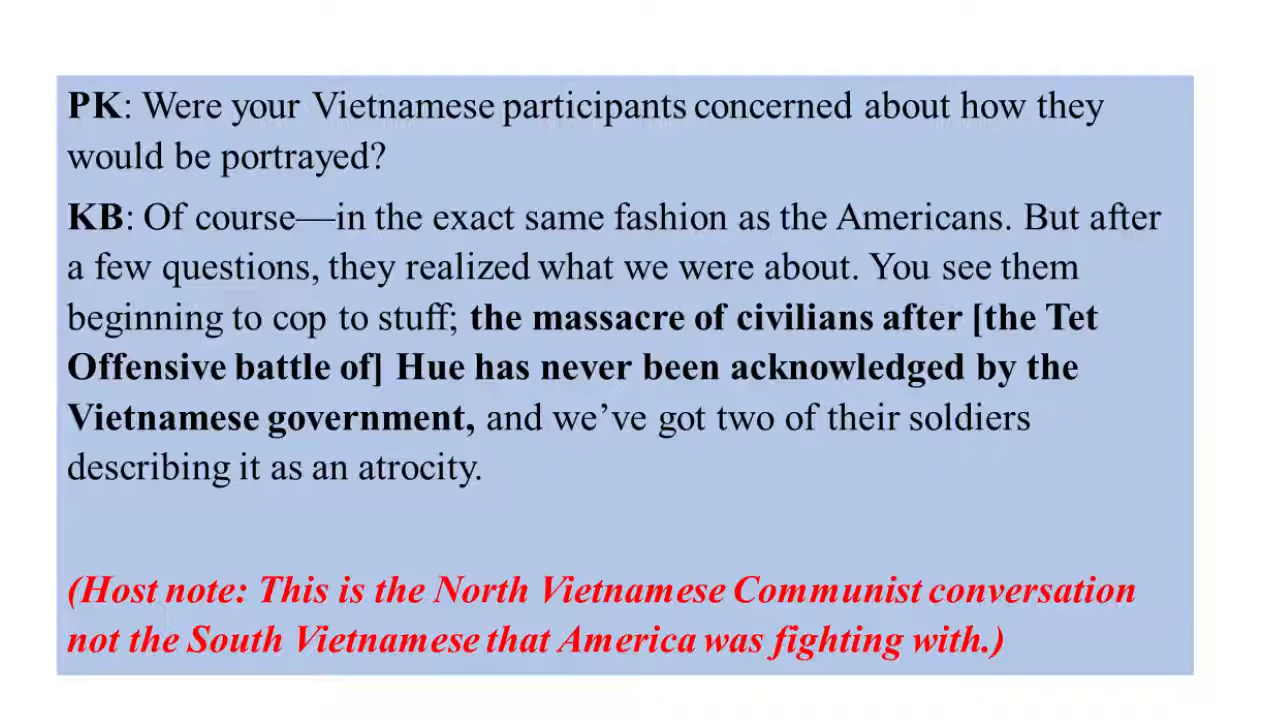 PK: Were your Vietnamese participants concerned about how they
would be portrayed?
KB: Of course—in the exact same fashion as the Americans. But after
a few questions, they realized what we were about. You see them
beginning to cop to stuff; the massacre of civilians after [the Tet
Offensive battle of] Hue has never been acknowledged by the
Vietnamese government, and we’ve got two of their soldiers
describing it as an atrocity.
(Host note: This is the North Vietnamese Communist conversation
not the South Vietnamese that America was fighting with.)